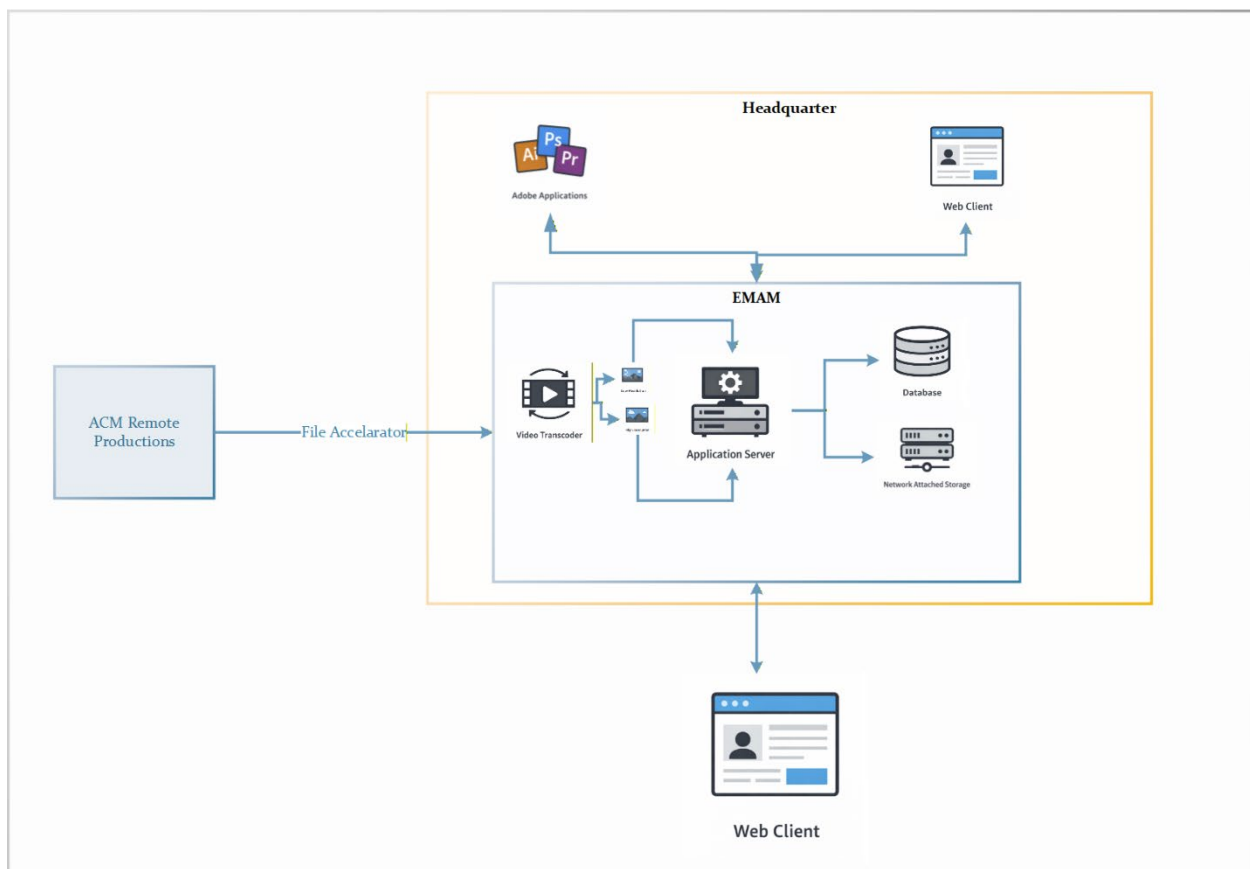 Headquarter
Ai
Ps
Pr
Adobe Applications
Web Client
EMAM
Video Transcoder
Application Server
Database
Network Attached Storage
ACM Remote
Productions
File Accelarator
Web Client